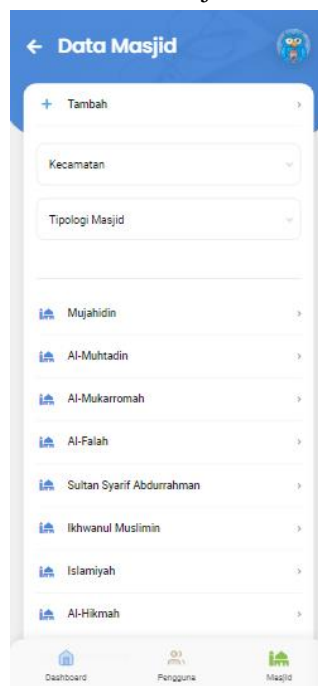 Data Masjid
Tambah
Kecamatan
Tipologi Masjid
Mujahidin
Al-Muhtadin
Al-Mukarromah
Al-Falah
Sultan Syarif Abdurrahman
Ikhwanul Muslimin
Islamiyah
Al-Hikmah
Dashboard Pengguna Masjid